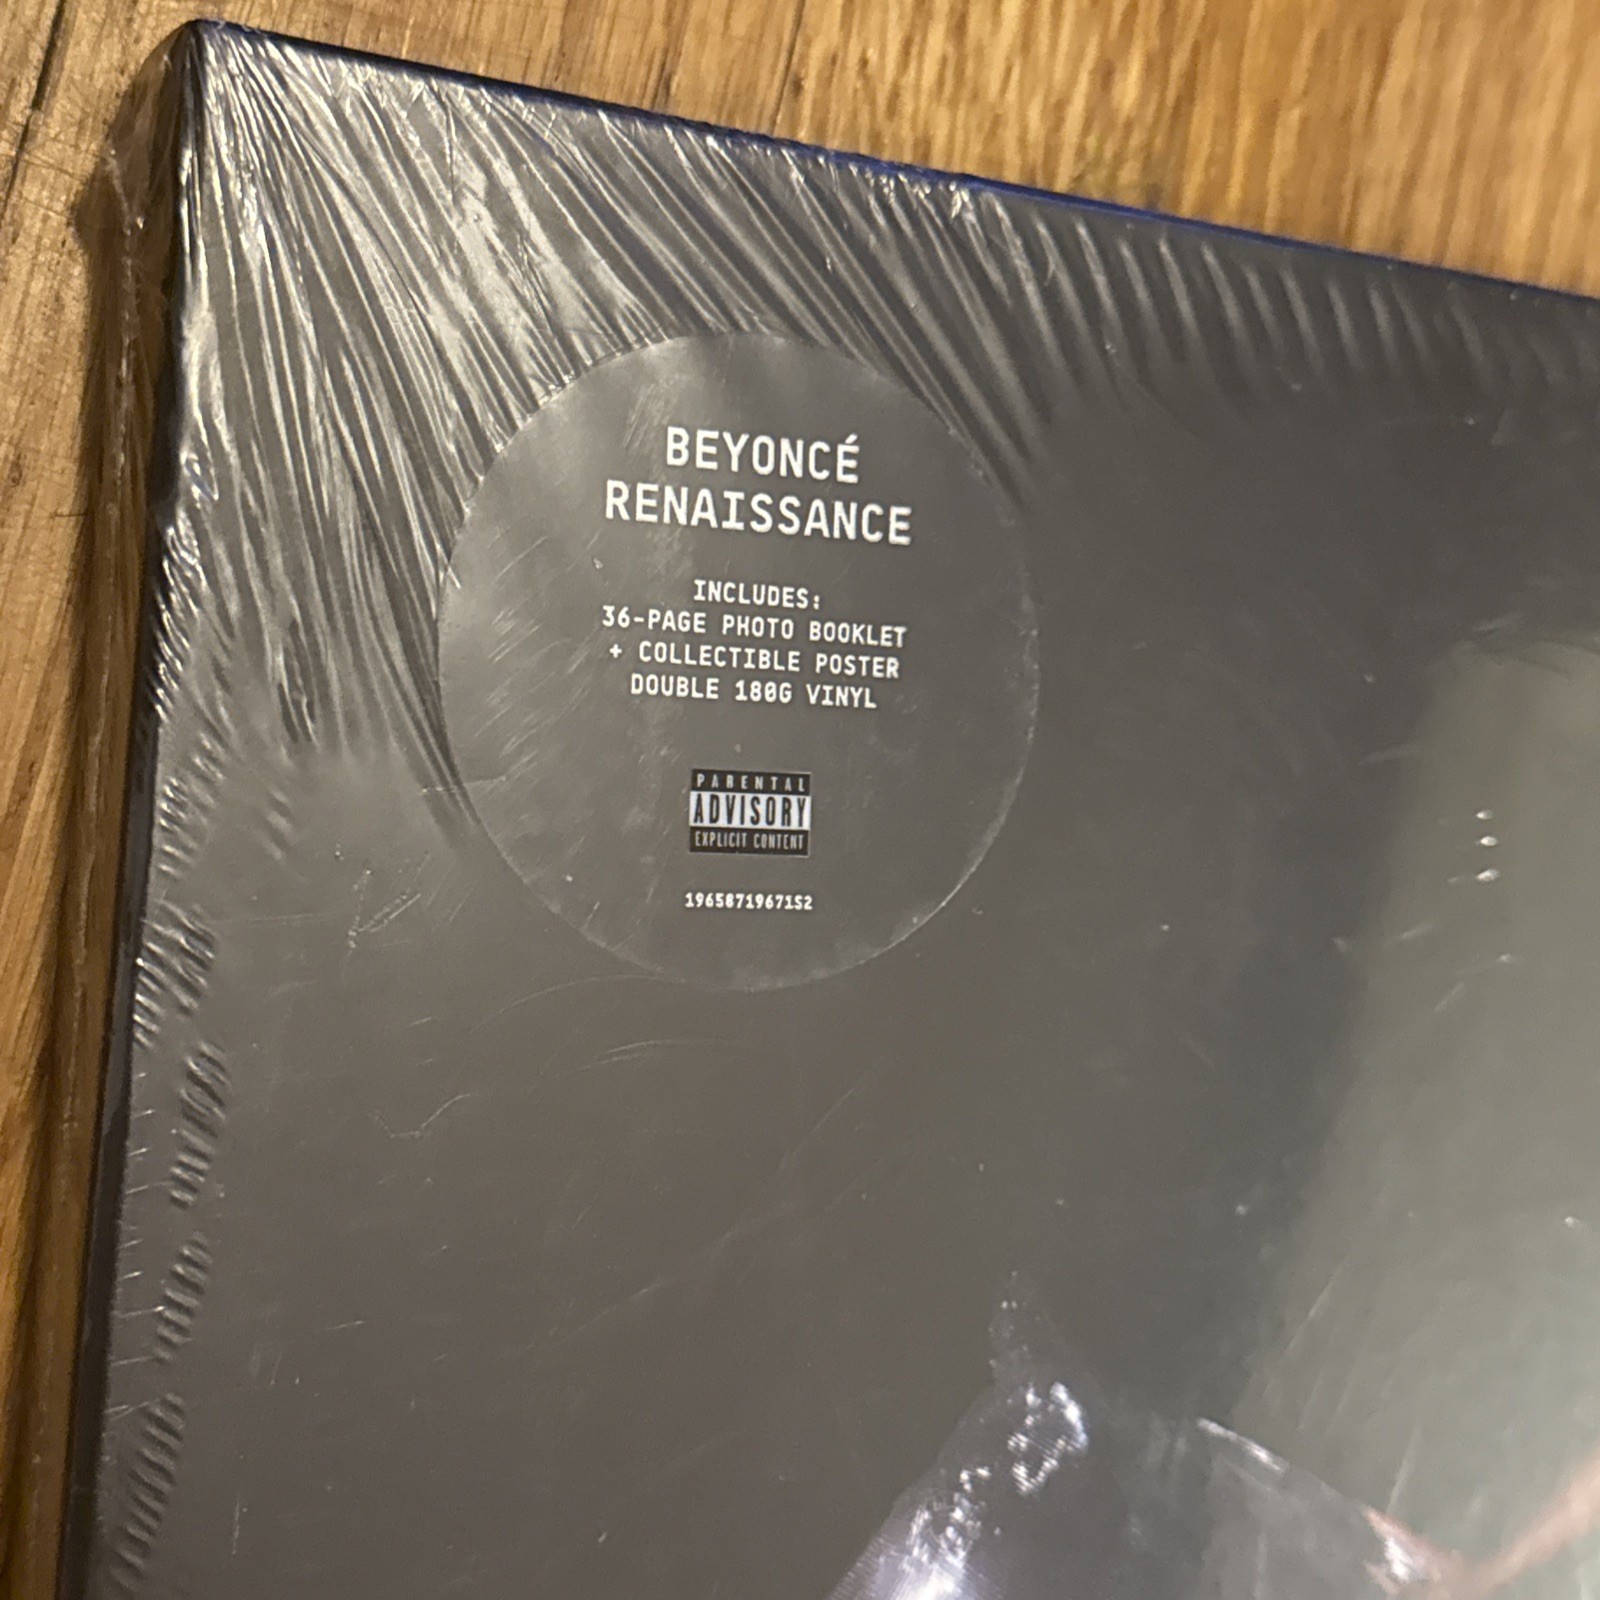 BEYONCÉ
RENAISSANCE
INCLUDES:
36-PAGE PHOTO BOOKLET
+ COLLECTIBLE POSTER
DOUBLE 180G VINYL
PARENTAL
ADVISORY
EXPLICIT CONTENT
19658719671S2